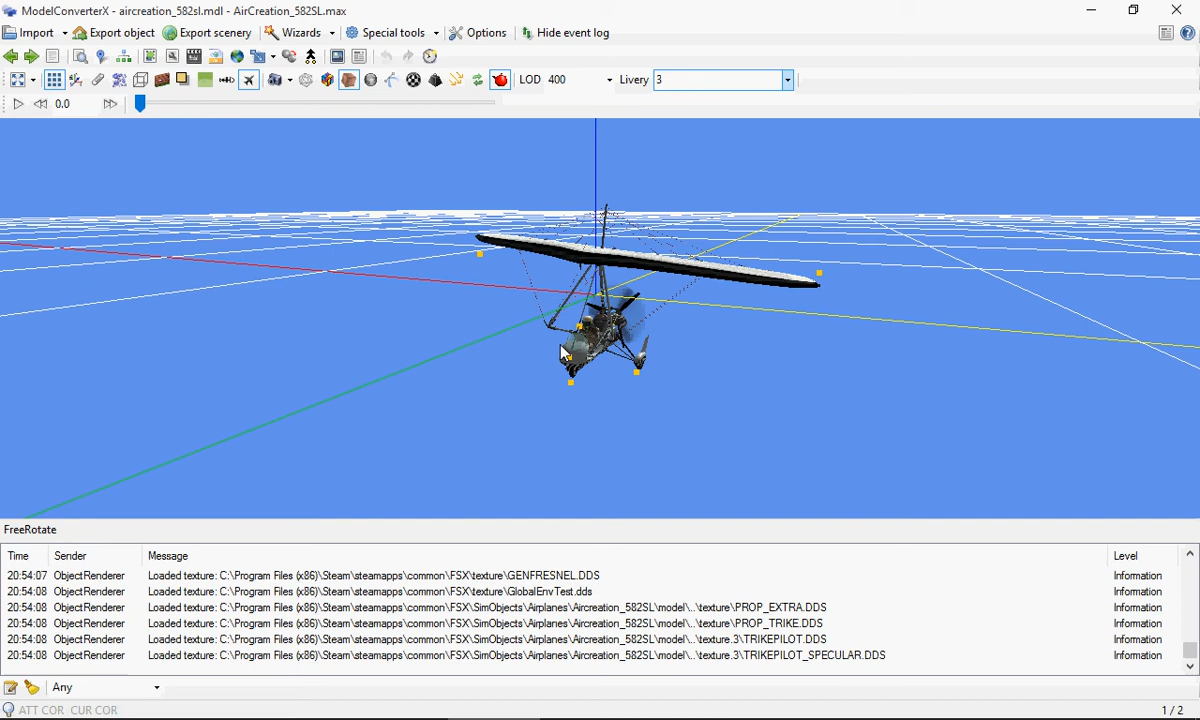 ModelConverterX - aircreation_582sl.mdl - AirCreation_582SL.max
Import Export object Export scenery Wizards Special tools Options Hide event log
LOD 400 Livery 3
0.0
FreeRotate
Time Sender Message Level
20:54:07 ObjectRenderer Loaded texture: C:\Program Files (x86)\Steam\steamapps\common\FSX\texture\GENFRESNEL.DDS Information
20:54:08 ObjectRenderer Loaded texture: C:\Program Files (x86)\Steam\steamapps\common\FSX\texture\GlobalEnvTest.dds Information
20:54:08 ObjectRenderer Loaded texture: C:\Program Files (x86)\Steam\steamapps\common\FSX\SimObjects\Airplanes\Aircreation_582SL\model\..\texture\PROP_EXTRA.DDS Information
20:54:08 ObjectRenderer Loaded texture: C:\Program Files (x86)\Steam\steamapps\common\FSX\SimObjects\Airplanes\Aircreation_582SL\model\..\texture\PROP_TRIKE.DDS Information
20:54:08 ObjectRenderer Loaded texture: C:\Program Files (x86)\Steam\steamapps\common\FSX\SimObjects\Airplanes\Aircreation_582SL\model\..\texture.3\TRIKEPILOT.DDS Information
20:54:08 ObjectRenderer Loaded texture: C:\Program Files (x86)\Steam\steamapps\common\FSX\SimObjects\Airplanes\Aircreation_582SL\model\..\texture.3\TRIKEPILOT_SPECULAR.DDS Information
Any
ATT COR CUR COR 1 / 2